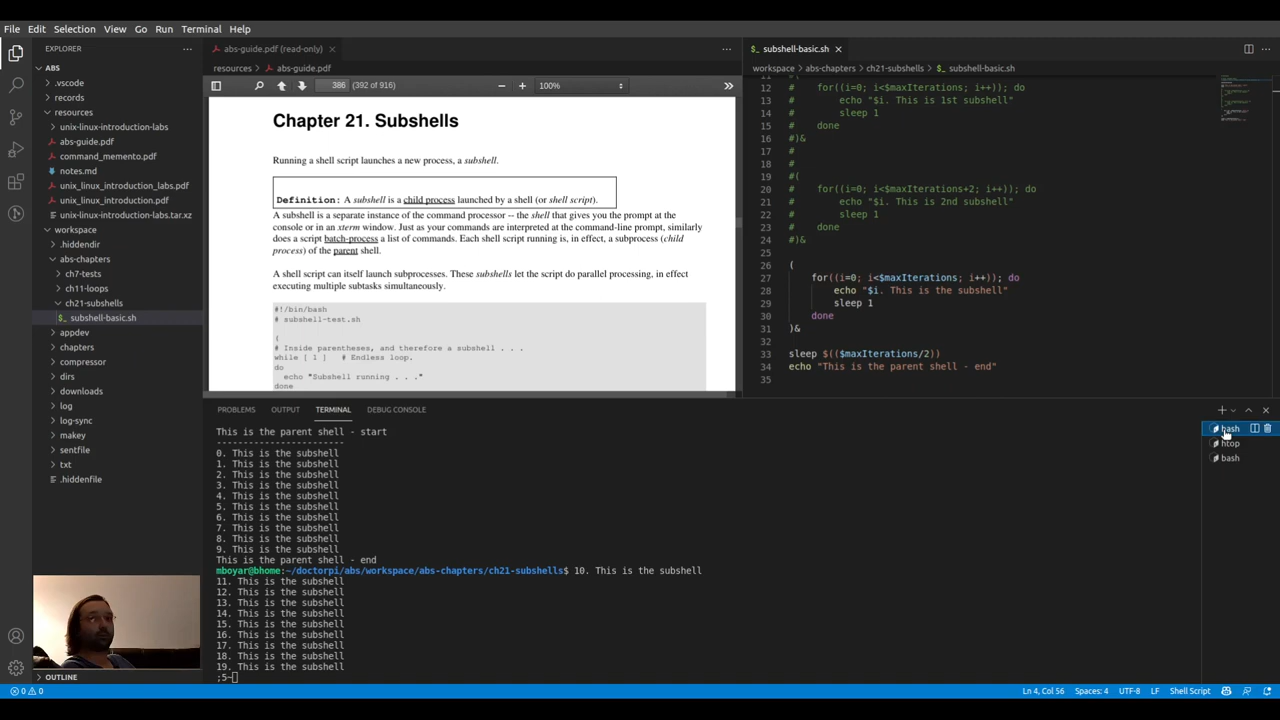 File Edit Selection View Go Run Terminal Help
EXPLORER
ABS
.vscode
records
resources
unix-linux-introduction-labs
abs-guide.pdf
command_memento.pdf
notes.md
unix_linux_introduction_labs.pdf
unix_linux_introduction.pdf
unix-linux-introduction-labs.tar.xz
workspace
.hiddendir
abs-chapters
ch7-tests
ch11-loops
ch21-subshells
subshell-basic.sh
appdev
chapters
compressor
dirs
downloads
log
log-sync
makey
sentfile
txt
.hiddenfile
OUTLINE
abs-guide.pdf (read-only)
resources > abs-guide.pdf
386 (392 of 916) 100%
Chapter 21. Subshells
Running a shell script launches a new process, a subshell.
Definition: A subshell is a child process launched by a shell (or shell script).
A subshell is a separate instance of the command processor -- the shell that gives you the prompt at the
console or in an xterm window. Just as your commands are interpreted at the command-line prompt, similarly
does a script batch-process a list of commands. Each shell script running is, in effect, a subprocess (child
process) of the parent shell.
A shell script can itself launch subprocesses. These subshells let the script do parallel processing, in effect
executing multiple subtasks simultaneously.
#!/bin/bash
# subshell-test.sh
(
# Inside parentheses, and therefore a subshell . . .
while [ 1 ] # Endless loop.
do
echo "Subshell running . . ."
done
subshell-basic.sh
workspace > abs-chapters > ch21-subshells > $_ subshell-basic.sh
11 #(
12 # for((i=0; i<$maxIterations; i++)); do
13 # echo "$i. This is 1st subshell"
14 # sleep 1
15 # done
16 #)&
17 #
18 #
19 #(
20 # for((i=0; i<$maxIterations+2; i++)); do
21 # echo "$i. This is 2nd subshell"
22 # sleep 1
23 # done
24 #)&
25
26 (
27 for((i=0; i<$maxIterations; i++)); do
28 echo "$i. This is the subshell"
29 sleep 1
30 done
31 )&
32
33 sleep $(($maxIterations/2))
34 echo "This is the parent shell - end"
35
PROBLEMS OUTPUT TERMINAL DEBUG CONSOLE
This is the parent shell - start
------------------------
0. This is the subshell
1. This is the subshell
2. This is the subshell
3. This is the subshell
4. This is the subshell
5. This is the subshell
6. This is the subshell
7. This is the subshell
8. This is the subshell
9. This is the subshell
This is the parent shell - end
mboyar@bhome:~/doctorpi/abs/workspace/abs-chapters/ch21-subshells$ 10. This is the subshell
11. This is the subshell
12. This is the subshell
13. This is the subshell
14. This is the subshell
15. This is the subshell
16. This is the subshell
17. This is the subshell
18. This is the subshell
19. This is the subshell
;5~
bash
htop
bash
0 0
Ln 4, Col 56 Spaces: 4 UTF-8 LF Shell Script